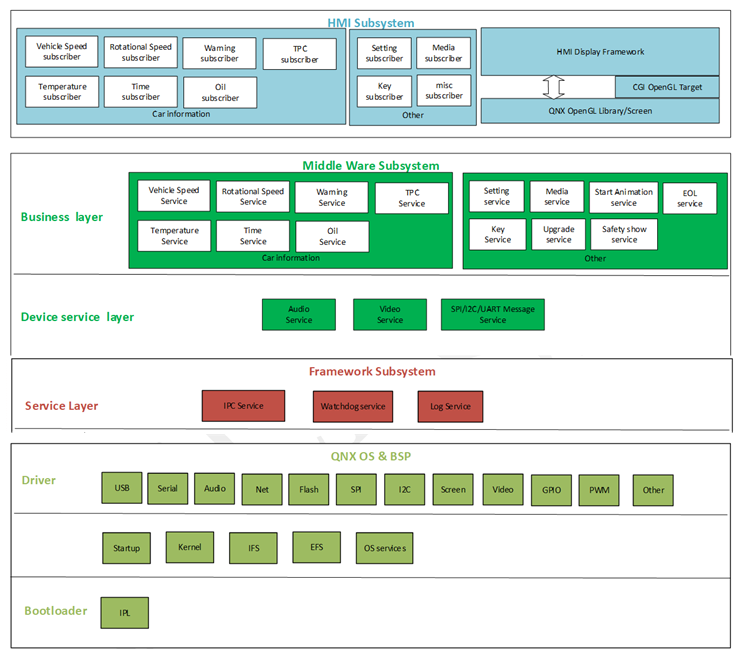 HMI Subsystem
Vehicle Speed
subscriber
Rotational Speed
subscriber
Warning
subscriber
TPC
subscriber
Temperature
subscriber
Time
subscriber
Oil
subscriber
Car information
Setting
subscriber
Media
subscriber
Key
subscriber
misc
subscriber
Other
HMI Display Framework
CGI OpenGL Target
QNX OpenGL Library/Screen
Middle Ware Subsystem
Business layer
Vehicle Speed
Service
Rotational Speed
Service
Warning
Service
TPC
Service
Temperature
Service
Time
Service
Oil
Service
Car information
Setting
service
Media
service
Start Animation
service
EOL
service
Key
Service
Upgrade
service
Safety show
service
Other
Device service layer
Audio
Service
Video
Service
SPI/I2C/UART Message
Service
Framework Subsystem
Service Layer
IPC Service
Watchdog service
Log Service
QNX OS & BSP
Driver
USB
Serial
Audio
Net
Flash
SPI
I2C
Screen
Video
GPIO
PWM
Other
Startup
Kernel
IFS
EFS
OS services
Bootloader
IPL